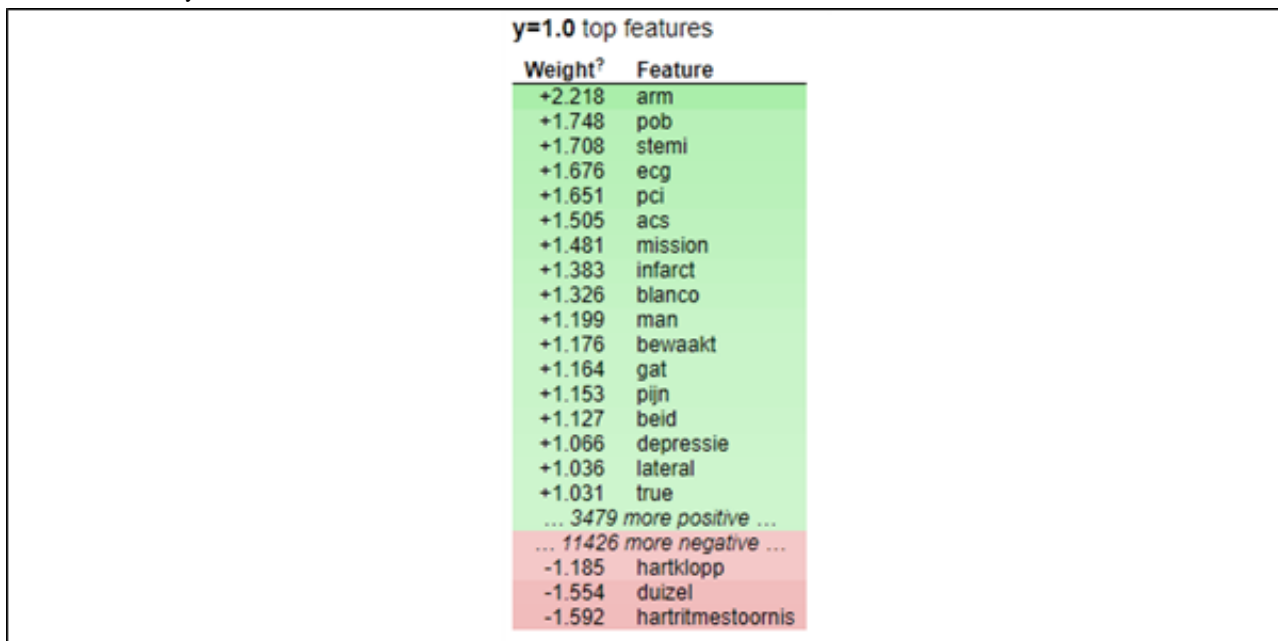 y=1.0 top features
Weight? Feature
+2.218 arm
+1.748 pob
+1.708 stemi
+1.676 ecg
+1.651 pci
+1.505 acs
+1.481 mission
+1.383 infarct
+1.326 blanco
+1.199 man
+1.176 bewaakt
+1.164 gat
+1.153 pijn
+1.127 beid
+1.066 depressie
+1.036 lateral
+1.031 true
... 3479 more positive ...
... 11426 more negative ...
-1.185 hartklopp
-1.554 duizel
-1.592 hartritmestoornis